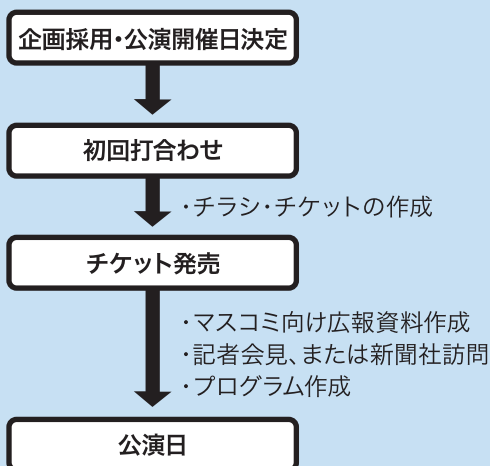 企画採用・公演開催日決定
初回打合わせ
・チラシ・チケットの作成
チケット発売
・マスコミ向け広報資料作成
・記者会見、または新聞社訪問
・プログラム作成
公演日